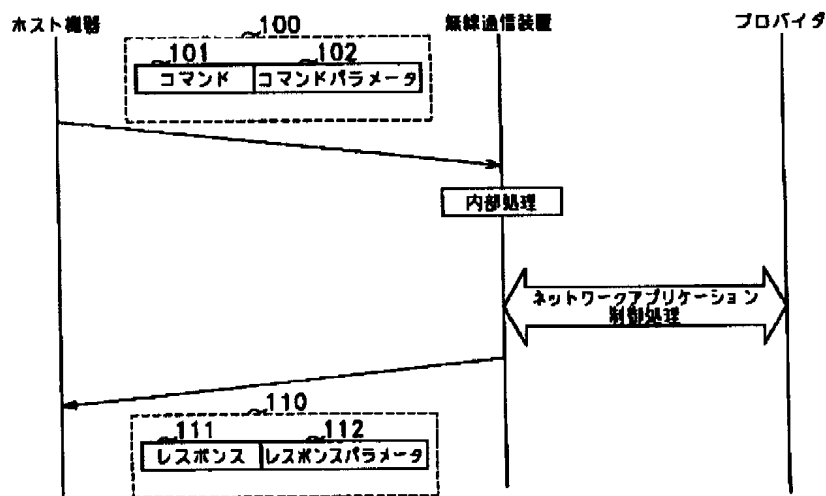 ホスト機器
無線通信装置
プロバイダ
100
101
102
コマンド
コマンドパラメータ
内部処理
ネットワークアプリケーション
制御処理
110
111
112
レスポンス
レスポンスパラメータ